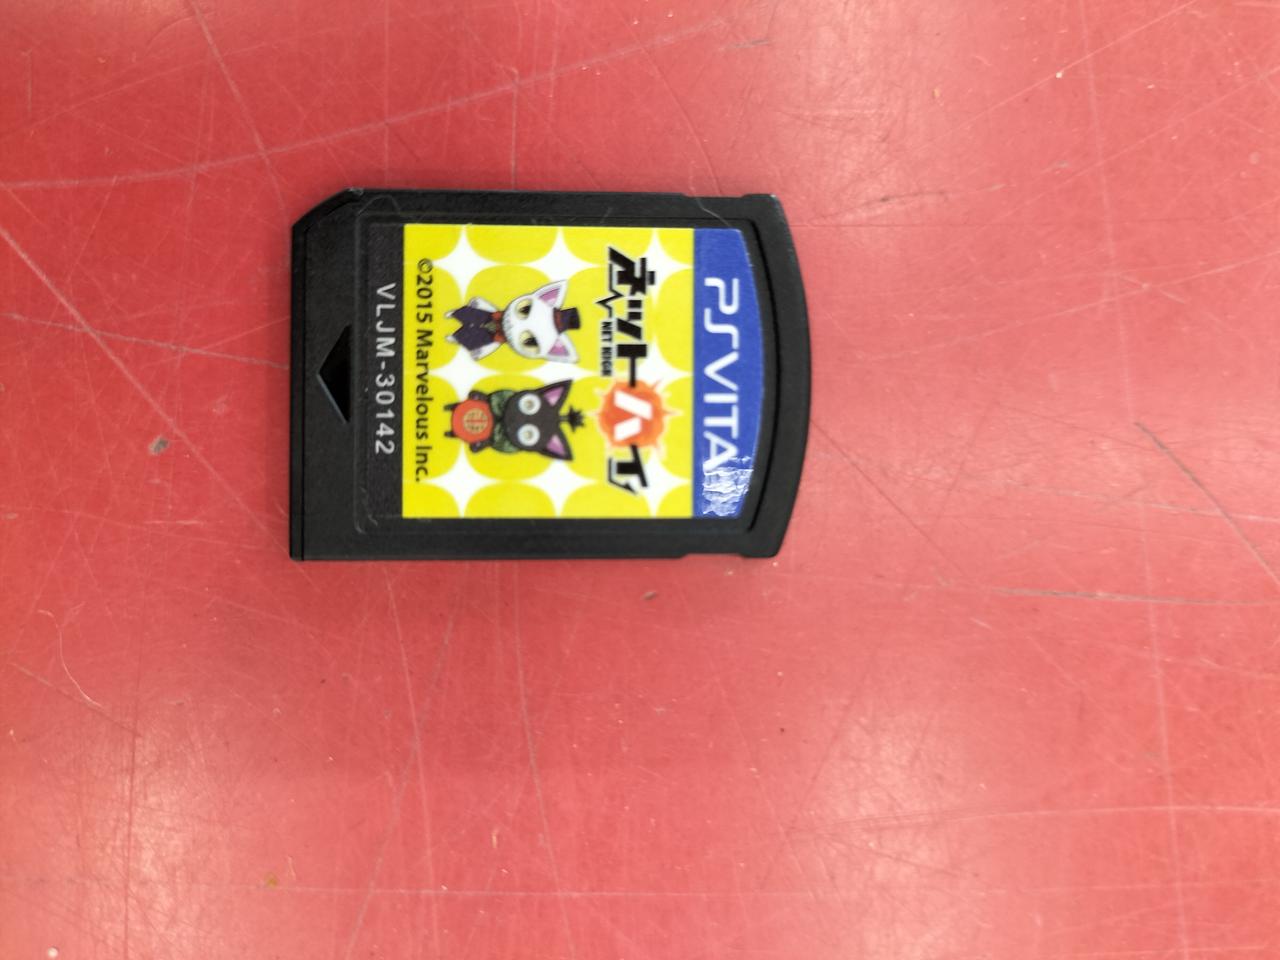 PSVITA
ネットハイ
NET HIGH
©2015 Marvelous Inc.
VLJM-30142